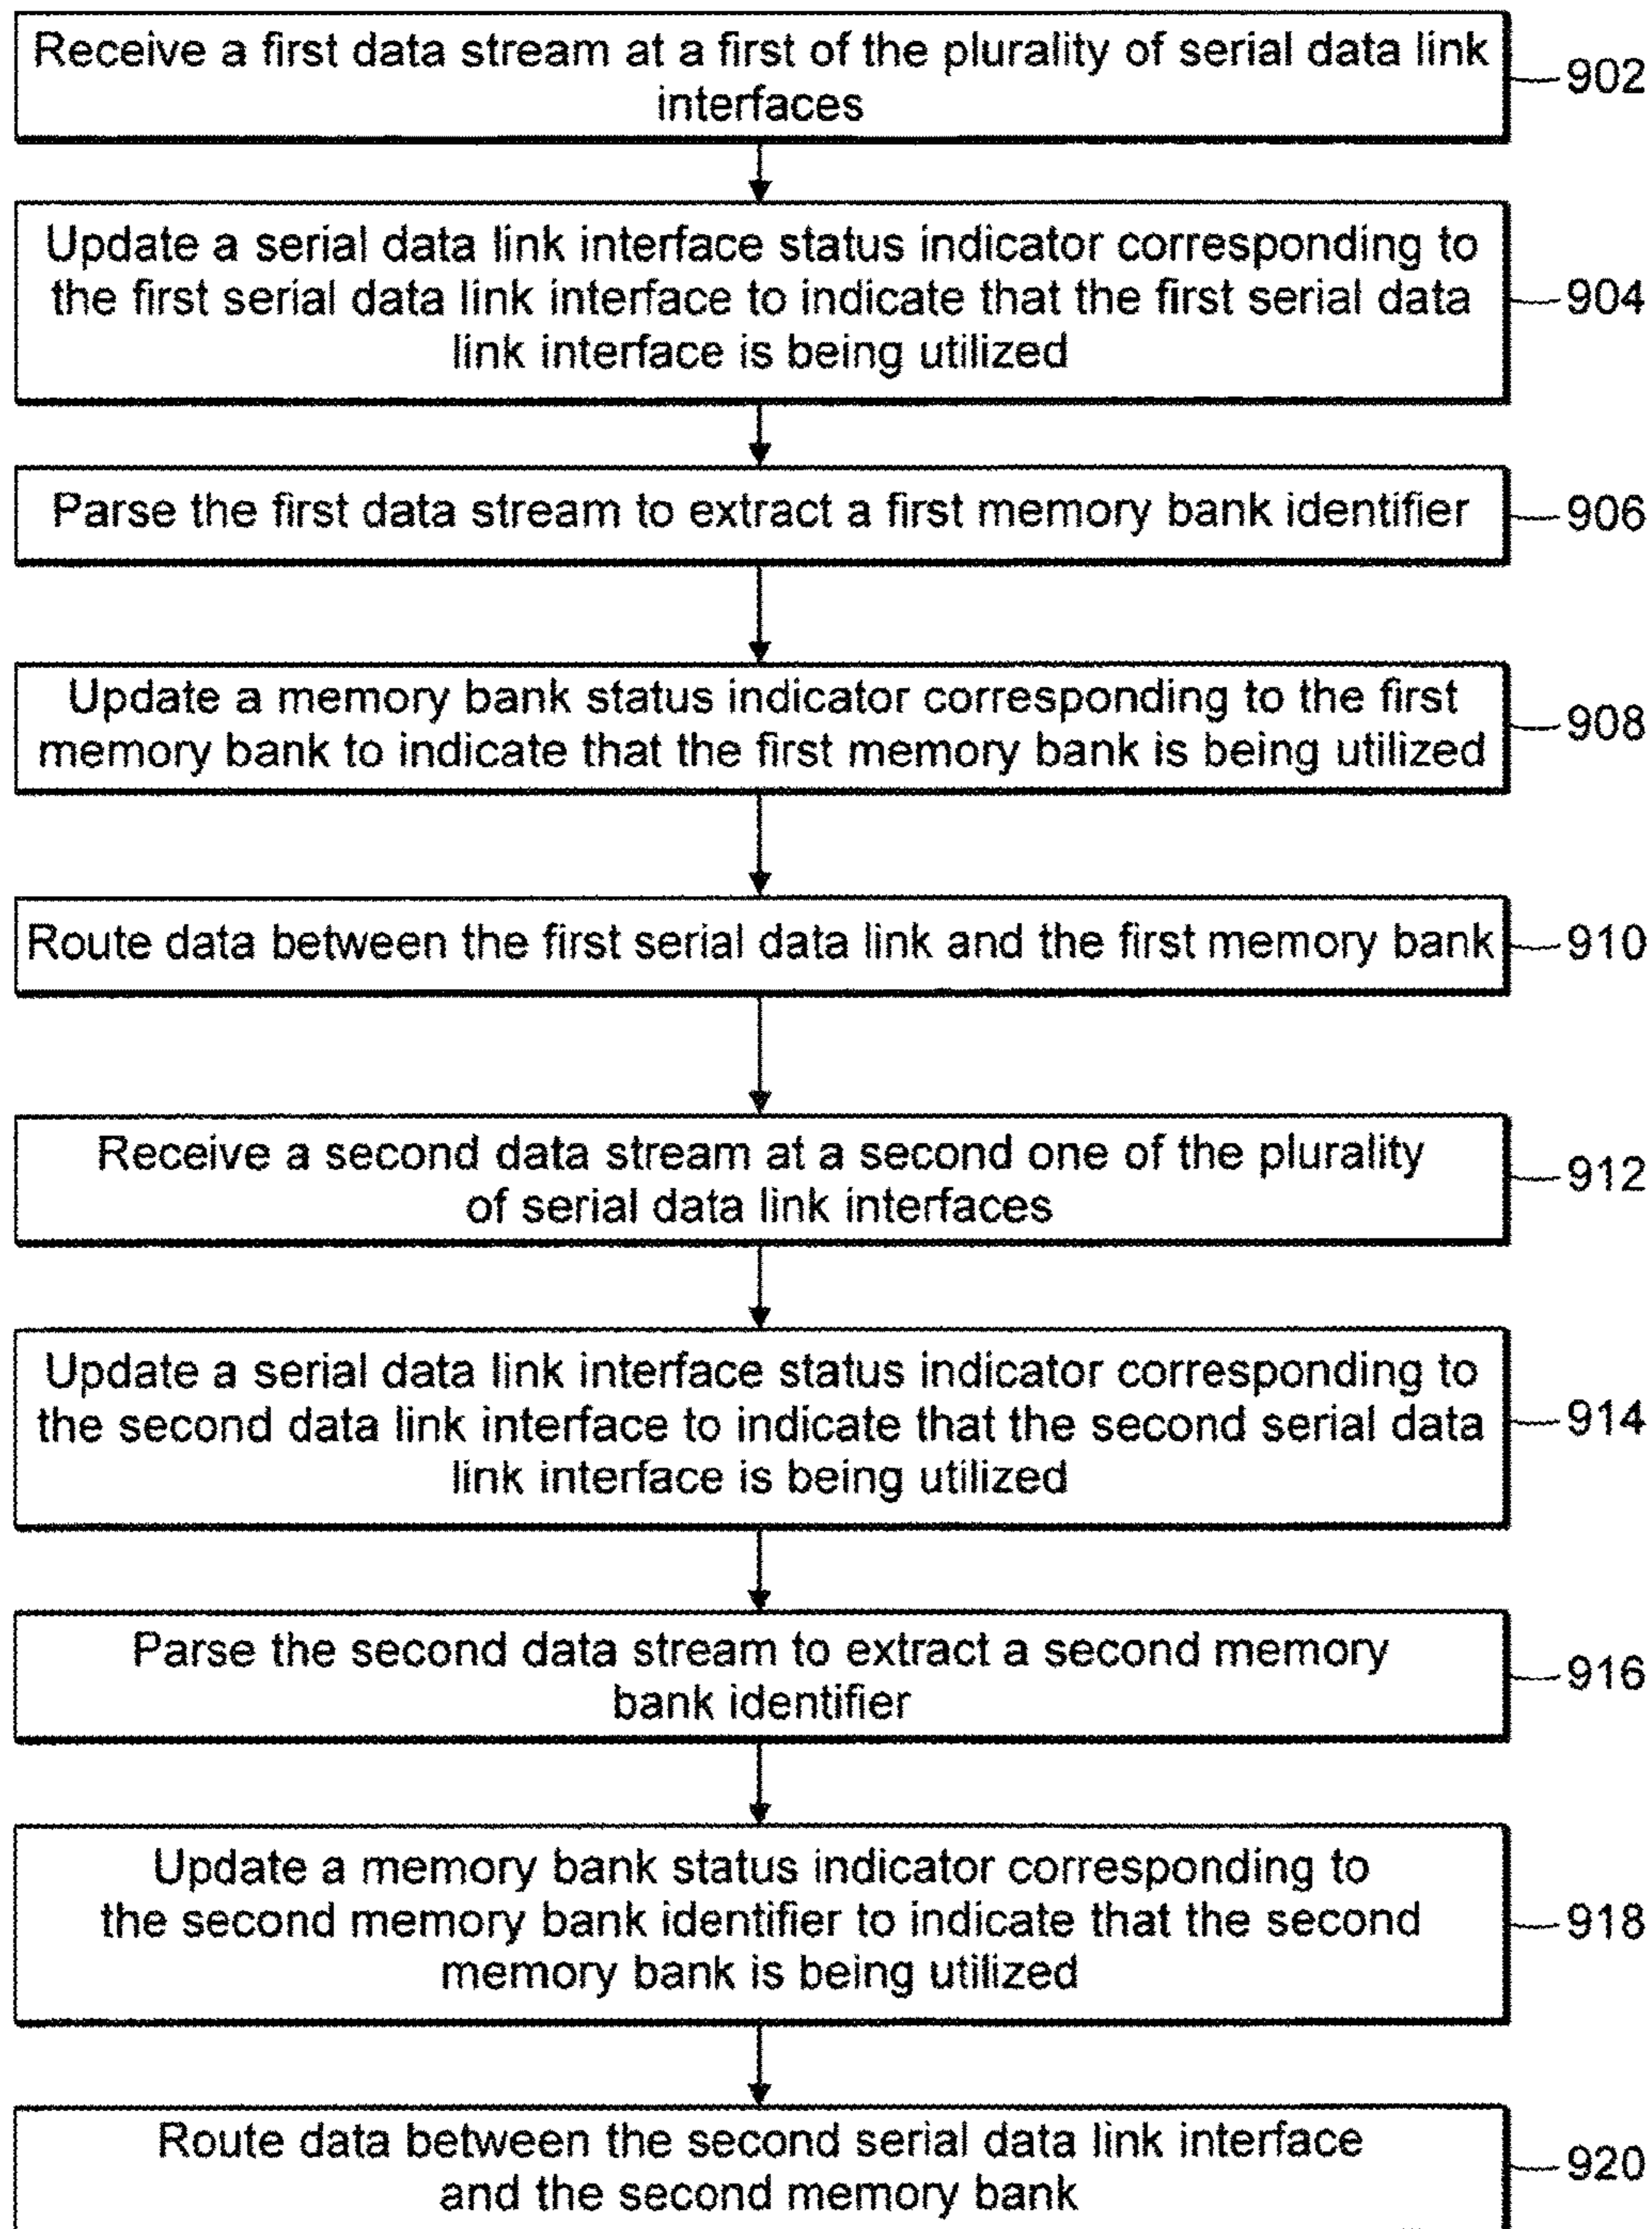 Receive a first data stream at a first of the plurality of serial data link
interfaces
902
Update a serial data link interface status indicator corresponding to
the first serial data link interface to indicate that the first serial data
link interface is being utilized
904
Parse the first data stream to extract a first memory bank identifier
906
Update a memory bank status indicator corresponding to the first
memory bank to indicate that the first memory bank is being utilized
908
Route data between the first serial data link and the first memory bank
910
Receive a second data stream at a second one of the plurality
of serial data link interfaces
912
Update a serial data link interface status indicator corresponding to
the second data link interface to indicate that the second serial data
link interface is being utilized
914
Parse the second data stream to extract a second memory
bank identifier
916
Update a memory bank status indicator corresponding to
the second memory bank identifier to indicate that the second
memory bank is being utilized
918
Route data between the second serial data link interface
and the second memory bank
920